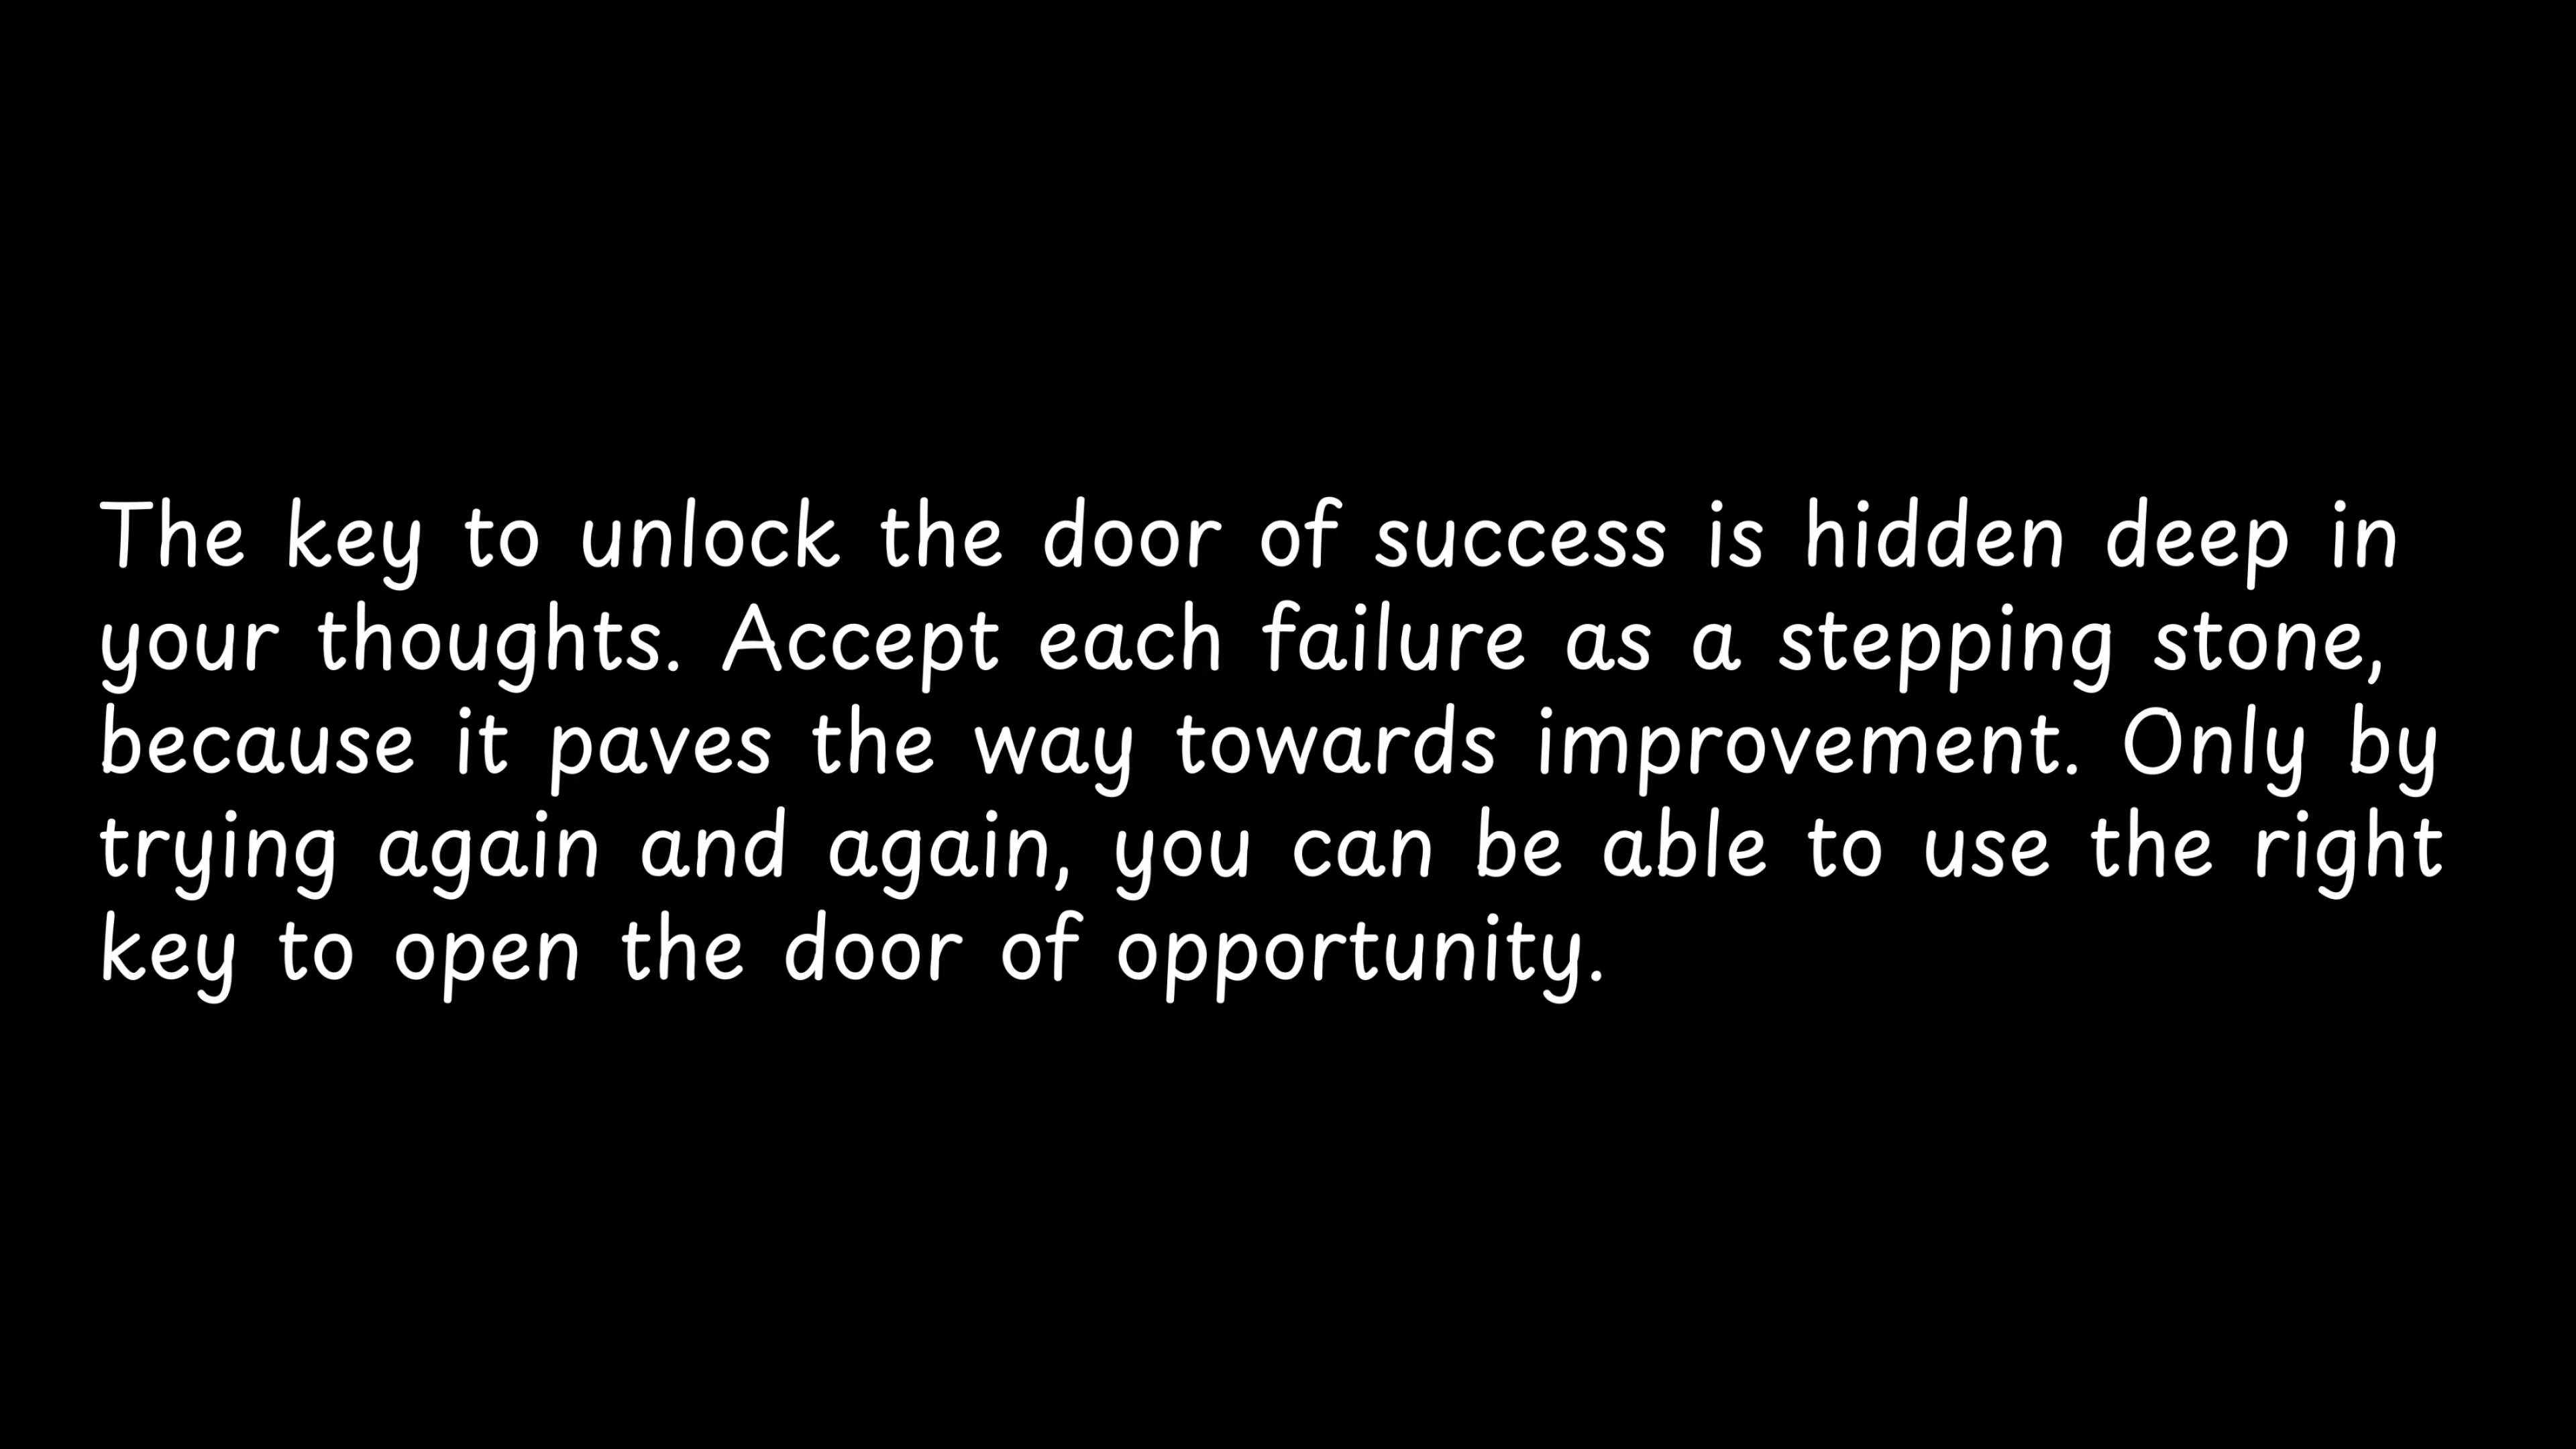 The key to unlock the door of success is hidden deep in
your thoughts. Accept each failure as a stepping stone,
because it paves the way towards improvement. Only by
trying again and again, you can be able to use the right
key to open the door of opportunity.